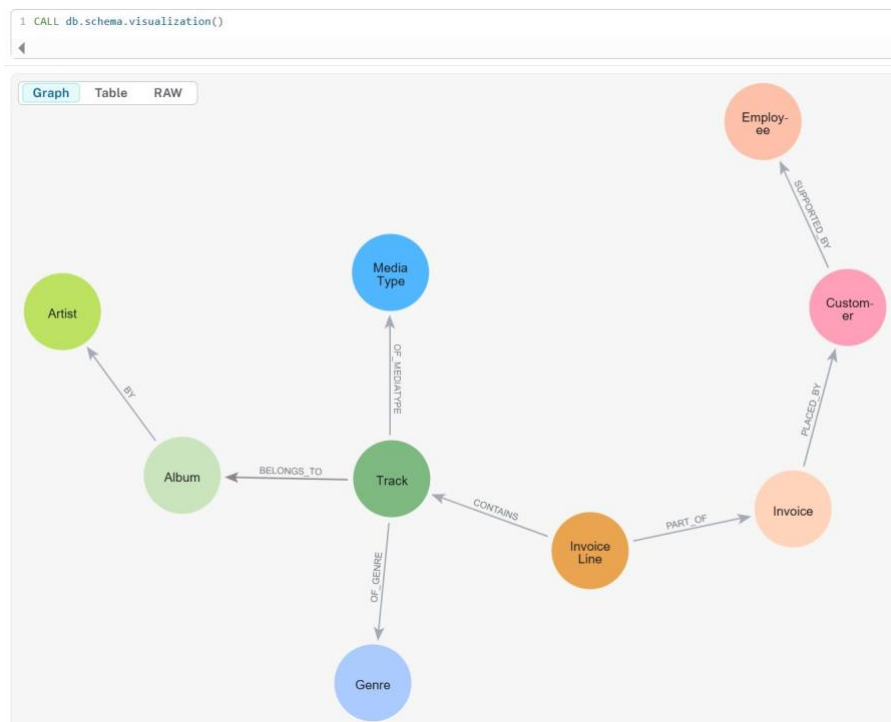 1 CALL db.schema.visualization()
Graph Table RAW
Employ-
ee
SUPPORTED_BY
Media
Type
Artist
Custom-
er
OF_MEDIATYPE
BY
PLACED_BY
Album
BELONGS_TO
Track
CONTAINS
PART_OF
Invoice
Invoice
Line
OF_GENRE
Genre